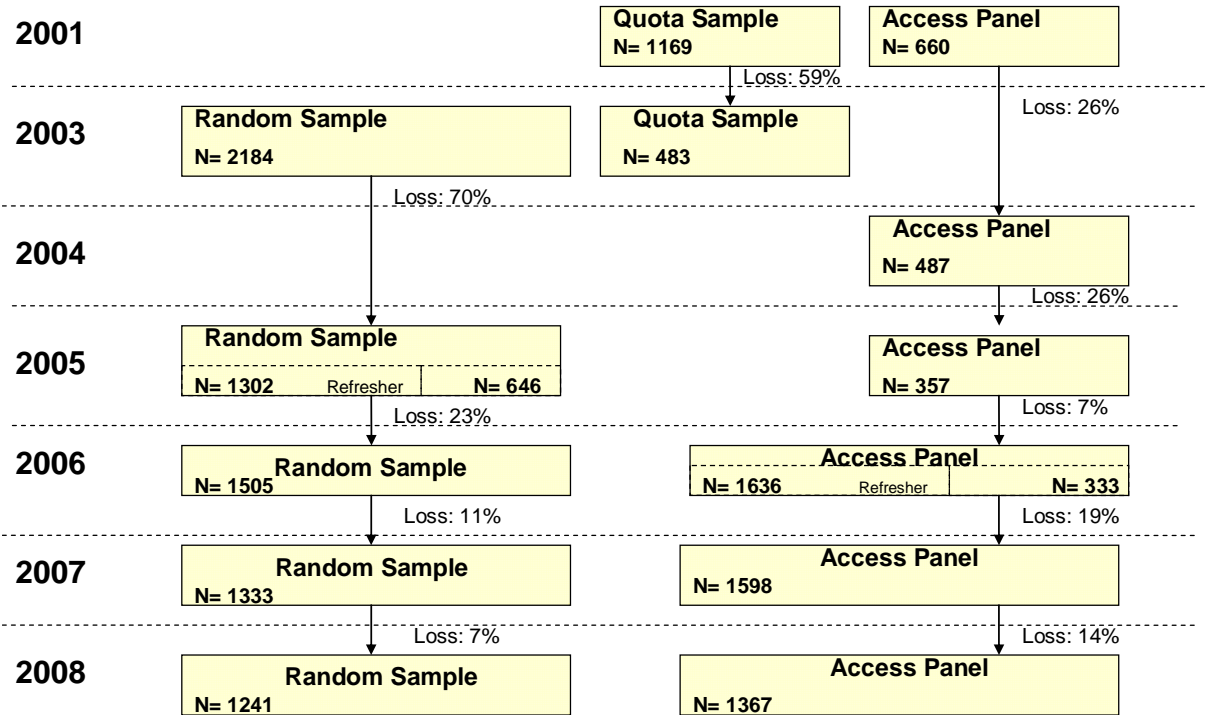 2001
Quota Sample
N= 1169
Access Panel
N= 660
Loss: 59%
Loss: 26%
2003
Random Sample
N= 2184
Quota Sample
N= 483
Loss: 70%
2004
Access Panel
N= 487
Loss: 26%
2005
Random Sample
N= 1302 Refresher N= 646
Access Panel
N= 357
Loss: 23%
Loss: 7%
2006
Random Sample
N= 1505
Access Panel
N= 1636 Refresher N= 333
Loss: 11%
Loss: 19%
2007
Random Sample
N= 1333
Access Panel
N= 1598
Loss: 7%
Loss: 14%
2008
Random Sample
N= 1241
Access Panel
N= 1367